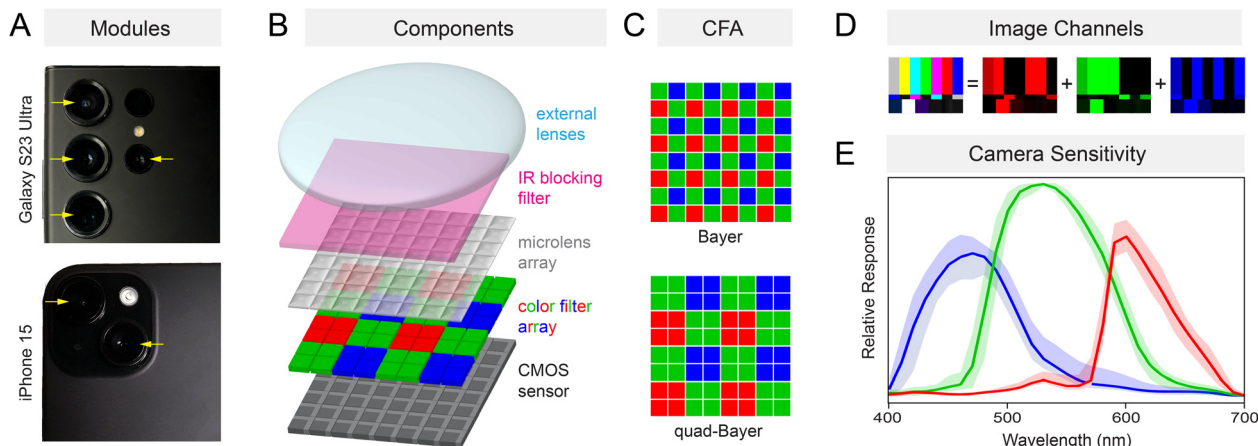 A
Modules
Galaxy S23 Ultra
iPhone 15
B
Components
external
lenses
IR blocking
filter
microlens
array
color filter
array
CMOS
sensor
C
CFA
Bayer
quad-Bayer
D
Image Channels
=
+
+
E
Camera Sensitivity
Relative Response
400
500
600
700
Wavelength (nm)